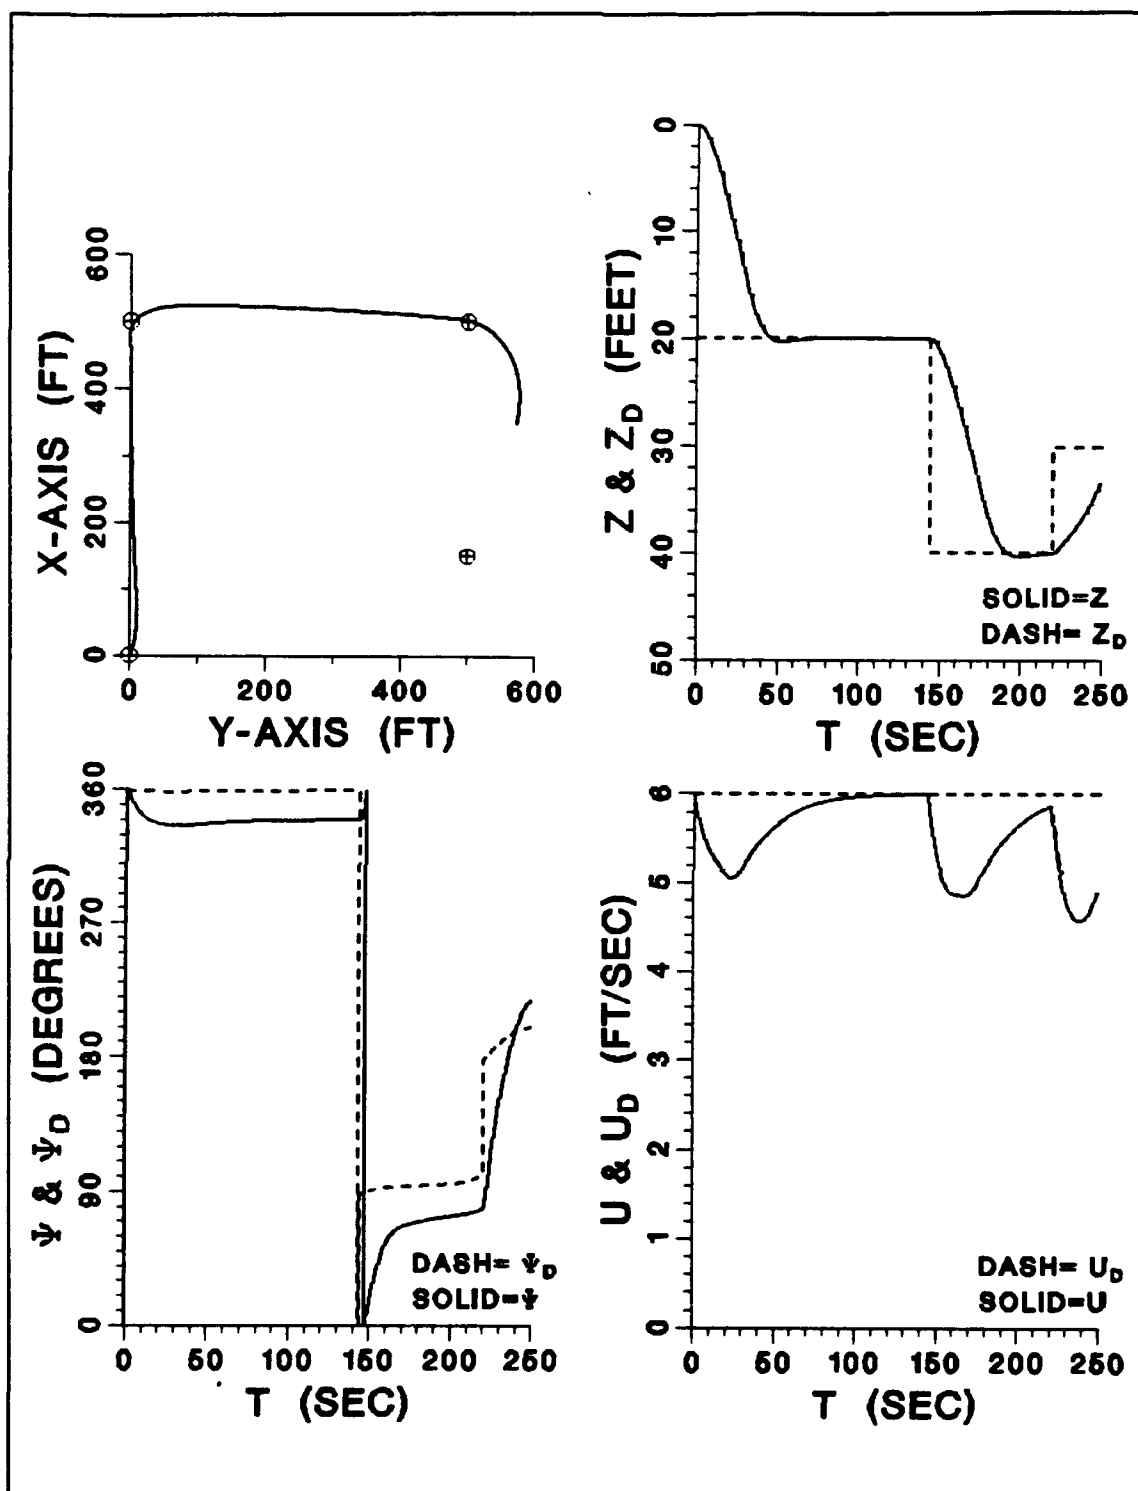 600
400
200
0
X-AXIS (FT)
0 200 400 600
Y-AXIS (FT)
0
10
20
30
40
50
Z & Z_D (FEET)
SOLID=Z
DASH= Z_D
0 50 100 150 200 250
T (SEC)
360
270
180
90
0
Ψ & Ψ_D (DEGREES)
DASH= Ψ_D
SOLID=Ψ
0 50 100 150 200 250
T (SEC)
6
5
4
3
2
1
0
U & U_D (FT/SEC)
DASH= U_D
SOLID=U
0 50 100 150 200 250
T (SEC)